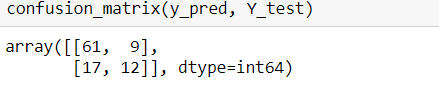 confusion_matrix(y_pred, Y_test)
array([[61,  9],
       [17, 12]], dtype=int64)